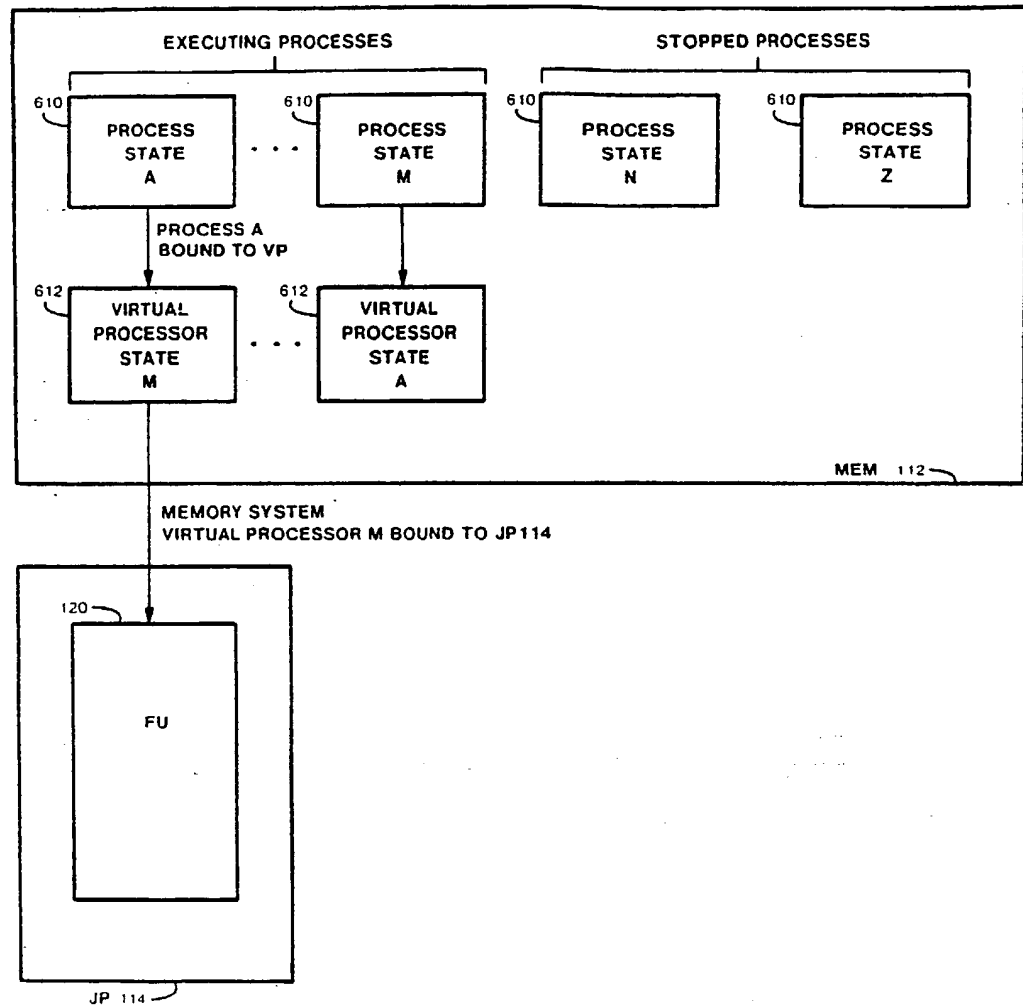 EXECUTING PROCESSES
STOPPED PROCESSES
610
PROCESS
STATE
A
. . .
610
PROCESS
STATE
M
610
PROCESS
STATE
N
610
PROCESS
STATE
Z
PROCESS A
BOUND TO VP
612
VIRTUAL
PROCESSOR
STATE
M
. . .
612
VIRTUAL
PROCESSOR
STATE
A
MEM 112
MEMORY SYSTEM
VIRTUAL PROCESSOR M BOUND TO JP114
120
FU
JP 114